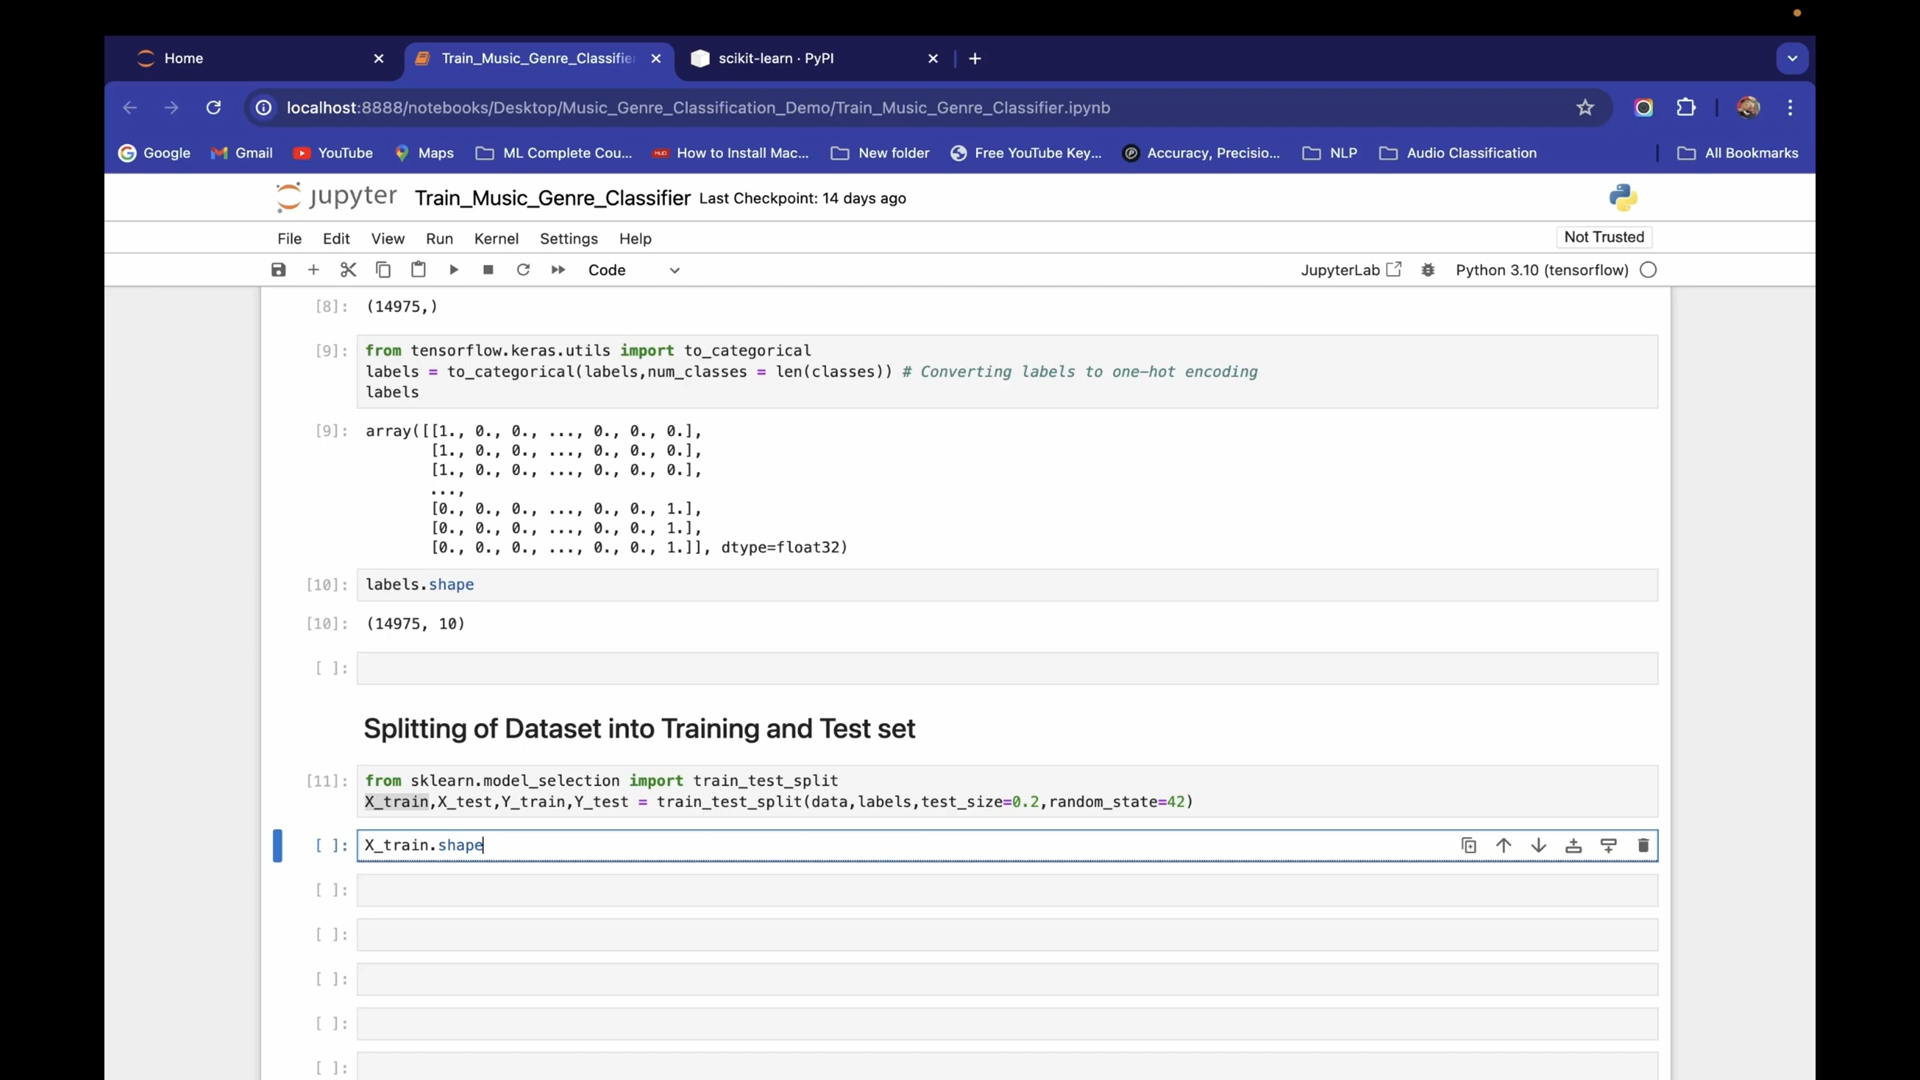 Home
Train_Music_Genre_Classifie
scikit-learn · PyPI
localhost:8888/notebooks/Desktop/Music_Genre_Classification_Demo/Train_Music_Genre_Classifier.ipynb
Google Gmail YouTube Maps ML Complete Cou... How to Install Mac... New folder Free YouTube Key... Accuracy, Precisio... NLP Audio Classification All Bookmarks
jupyter Train_Music_Genre_Classifier Last Checkpoint: 14 days ago
File Edit View Run Kernel Settings Help Not Trusted
Code JupyterLab Python 3.10 (tensorflow)
[8]: (14975,)
[9]: from tensorflow.keras.utils import to_categorical
labels = to_categorical(labels,num_classes = len(classes)) # Converting labels to one-hot encoding
labels
[9]: array([[1., 0., 0., ..., 0., 0., 0.],
[1., 0., 0., ..., 0., 0., 0.],
[1., 0., 0., ..., 0., 0., 0.],
...,
[0., 0., 0., ..., 0., 0., 1.],
[0., 0., 0., ..., 0., 0., 1.],
[0., 0., 0., ..., 0., 0., 1.]], dtype=float32)
[10]: labels.shape
[10]: (14975, 10)
[ ]:
Splitting of Dataset into Training and Test set
[11]: from sklearn.model_selection import train_test_split
X_train,X_test,Y_train,Y_test = train_test_split(data,labels,test_size=0.2,random_state=42)
[ ]: X_train.shape
[ ]:
[ ]:
[ ]:
[ ]:
[ ]: